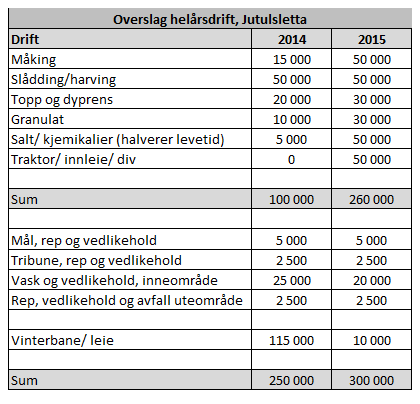 Overslag helårsdrift, Jutulsletta
Drift 2014 2015
Måking 15 000 50 000
Slådding/harving 50 000 50 000
Topp og dyprens 20 000 30 000
Granulat 10 000 30 000
Salt/ kjemikalier (halverer levetid) 5 000 50 000
Traktor/ innleie/ div 0 50 000
Sum 100 000 260 000
Mål, rep og vedlikehold 5 000 5 000
Tribune, rep og vedlikehold 2 500 2 500
Vask og vedlikehold, inneområde 25 000 20 000
Rep, vedlikehold og avfall uteområde 2 500 2 500
Vinterbane/ leie 115 000 10 000
Sum 250 000 300 000